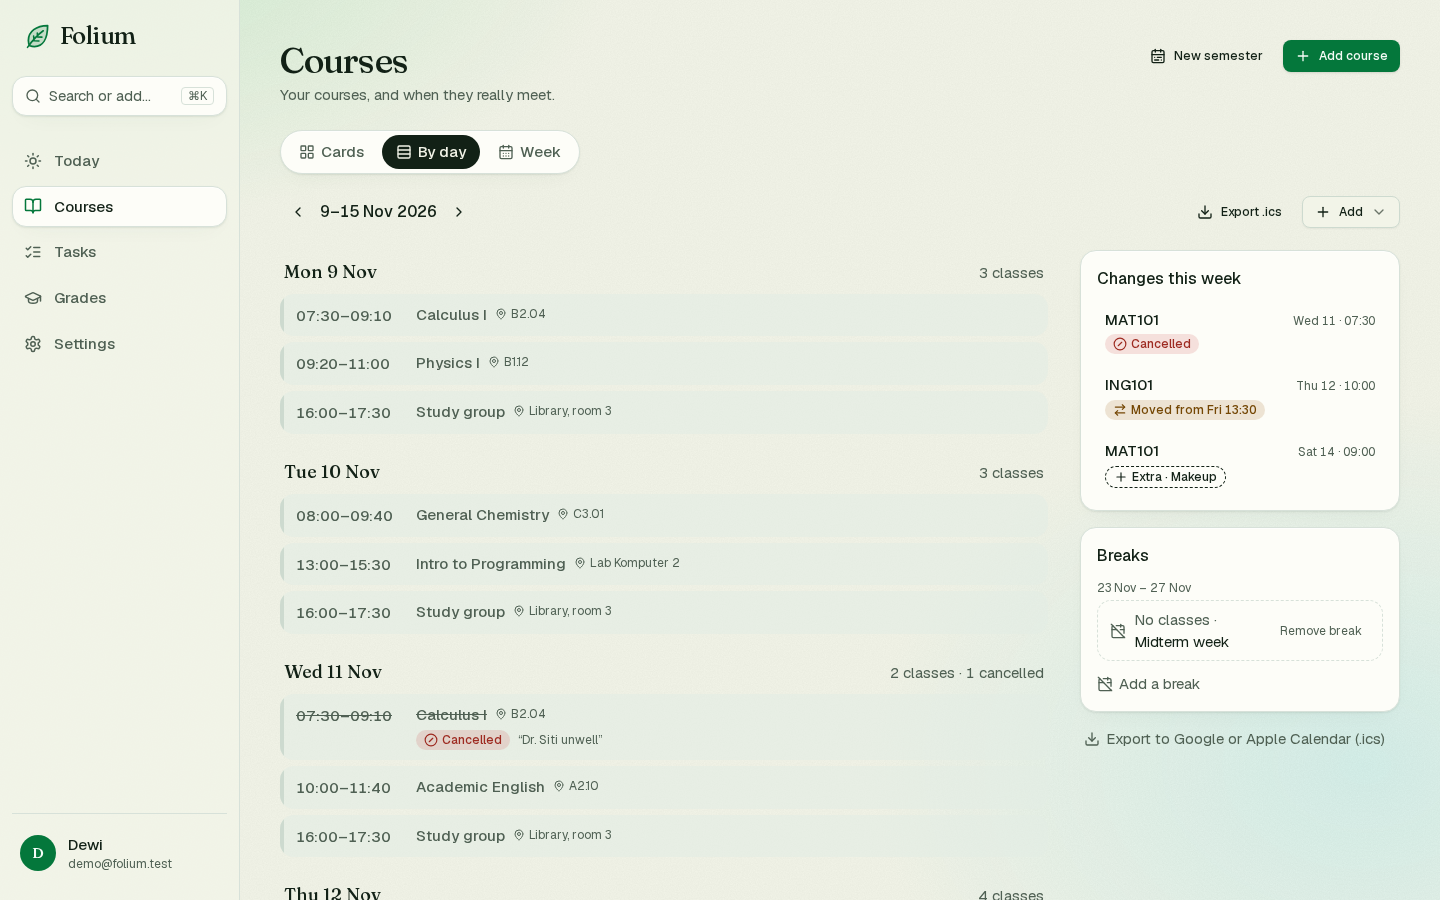 Folium
Search or add... ⌘K
Today
Courses
Tasks
Grades
Settings
D
Dewi
demo@folium.test
Courses
Your courses, and when they really meet.
New semester
Add course
Cards
By day
Week
9–15 Nov 2026
Export .ics
Add
Mon 9 Nov
3 classes
07:30–09:10 Calculus I B2.04
09:20–11:00 Physics I B1.12
16:00–17:30 Study group Library, room 3
Tue 10 Nov
3 classes
08:00–09:40 General Chemistry C3.01
13:00–15:30 Intro to Programming Lab Komputer 2
16:00–17:30 Study group Library, room 3
Wed 11 Nov
2 classes · 1 cancelled
07:30–09:10 Calculus I B2.04
Cancelled “Dr. Siti unwell”
10:00–11:40 Academic English A2.10
16:00–17:30 Study group Library, room 3
Thu 12 Nov
4 classes
Changes this week
MAT101 Wed 11 · 07:30
Cancelled
ING101 Thu 12 · 10:00
Moved from Fri 13:30
MAT101 Sat 14 · 09:00
Extra · Makeup
Breaks
23 Nov – 27 Nov
No classes ·
Midterm week
Remove break
Add a break
Export to Google or Apple Calendar (.ics)